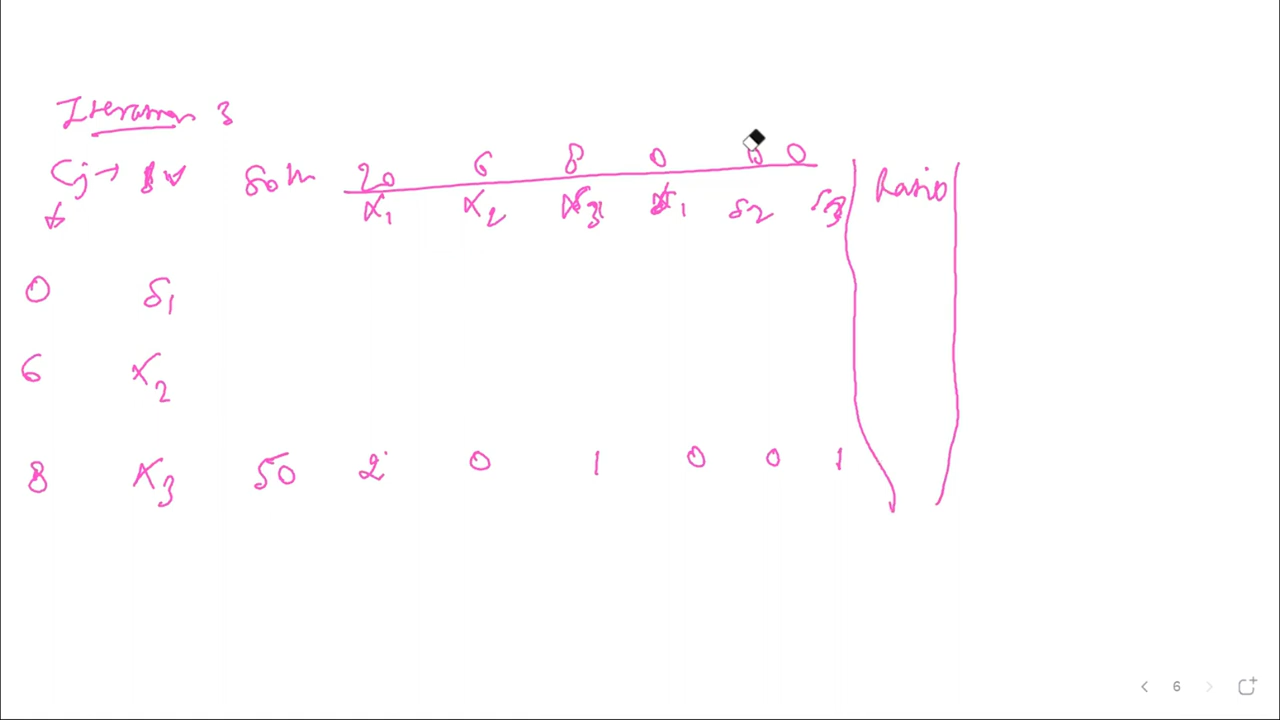 Iteration 3
20 6 8 0 0 0
Cj→ BV Soln x1 x2 x3 s1 s2 s3 Ratio
0 s1
6 x2
8 x3 50 2 0 1 0 0 1
6